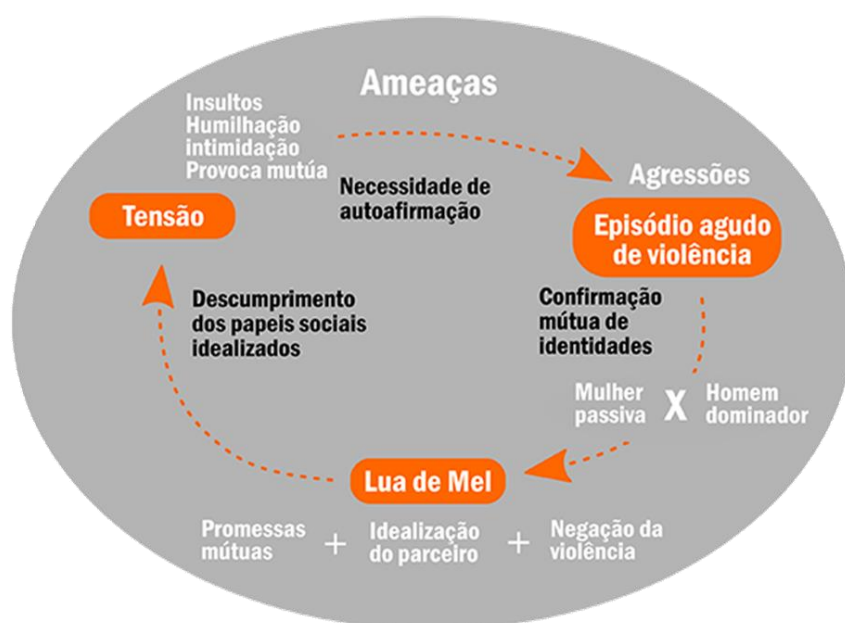 Ameaças
Insultos
Humilhação
intimidação
Provoca mutúa
Necessidade de
autoafirmação
Agressões
Tensão
Episódio agudo
de violência
Descumprimento
dos papeis sociais
idealizados
Confirmação
mútua de
identidades
Mulher
passiva
X
Homem
dominador
Lua de Mel
Promessas
mútuas
+
Idealização
do parceiro
+
Negação da
violência